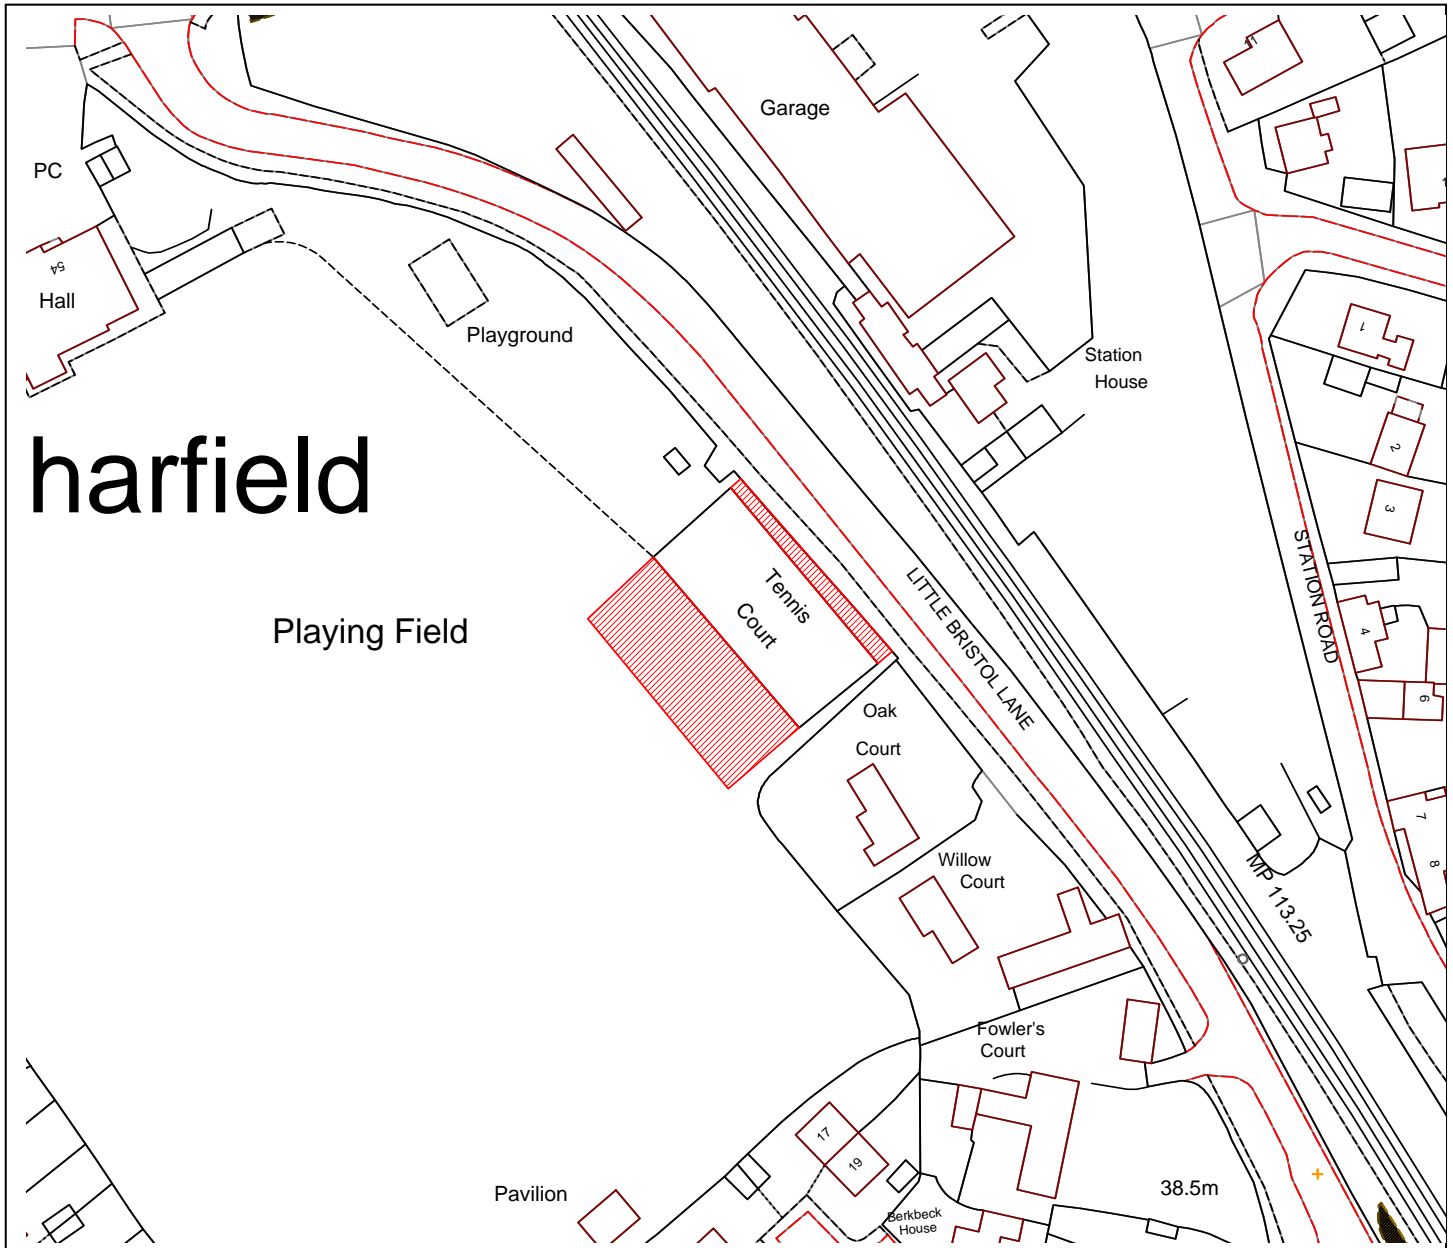 11
Garage
PC
54
Hall
Playground
Station
House
1
2
3
harfield
Playing Field
Tennis
Court
LITTLE BRISTOL LANE
STATION ROAD
4
6
Oak
Court
7
8
Willow
Court
MP 113.25
Fowler's
Court
17
19
Pavilion
38.5m
Berkbeck
House